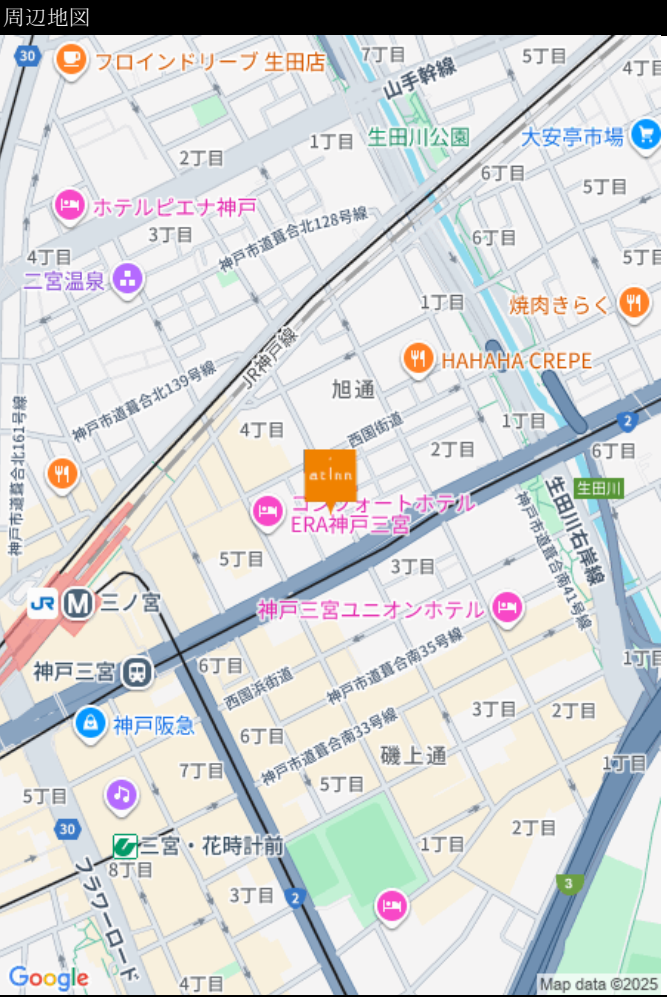 周辺地図
30
フロインドリーブ 生田店
7丁目
5丁目
4丁目
山手幹線
生田川公園
大安亭市場
1丁目
2丁目
6丁目
5丁目
ホテルピエナ神戸
3丁目
神戸市道葺合北128号線
6丁目
4丁目
5丁目
二宮温泉
1丁目
焼肉きらく
JR神戸線
HAHAHA CREPE
神戸市道葺合北139号線
旭通
神戸市道葺合北161号線
4丁目
西国街道
1丁目
2
2丁目
6丁目
at Inn
生田川
コンフォートホテル
ERA神戸三宮
生田川右岸線
神戸市道葺合南41号線
5丁目
3丁目
JR
M
三ノ宮
神戸三宮ユニオンホテル
神戸三宮
6丁目
西国浜街道
神戸市道葺合南35号線
1丁目
神戸阪急
6丁目
3丁目
2丁目
神戸市道葺合南33号線
磯上通
7丁目
5丁目
1丁目
5丁目
30
三宮・花時計前
1丁目
2丁目
8丁目
フラワーロード
3丁目
2
3
4丁目
Google
Map data ©2025